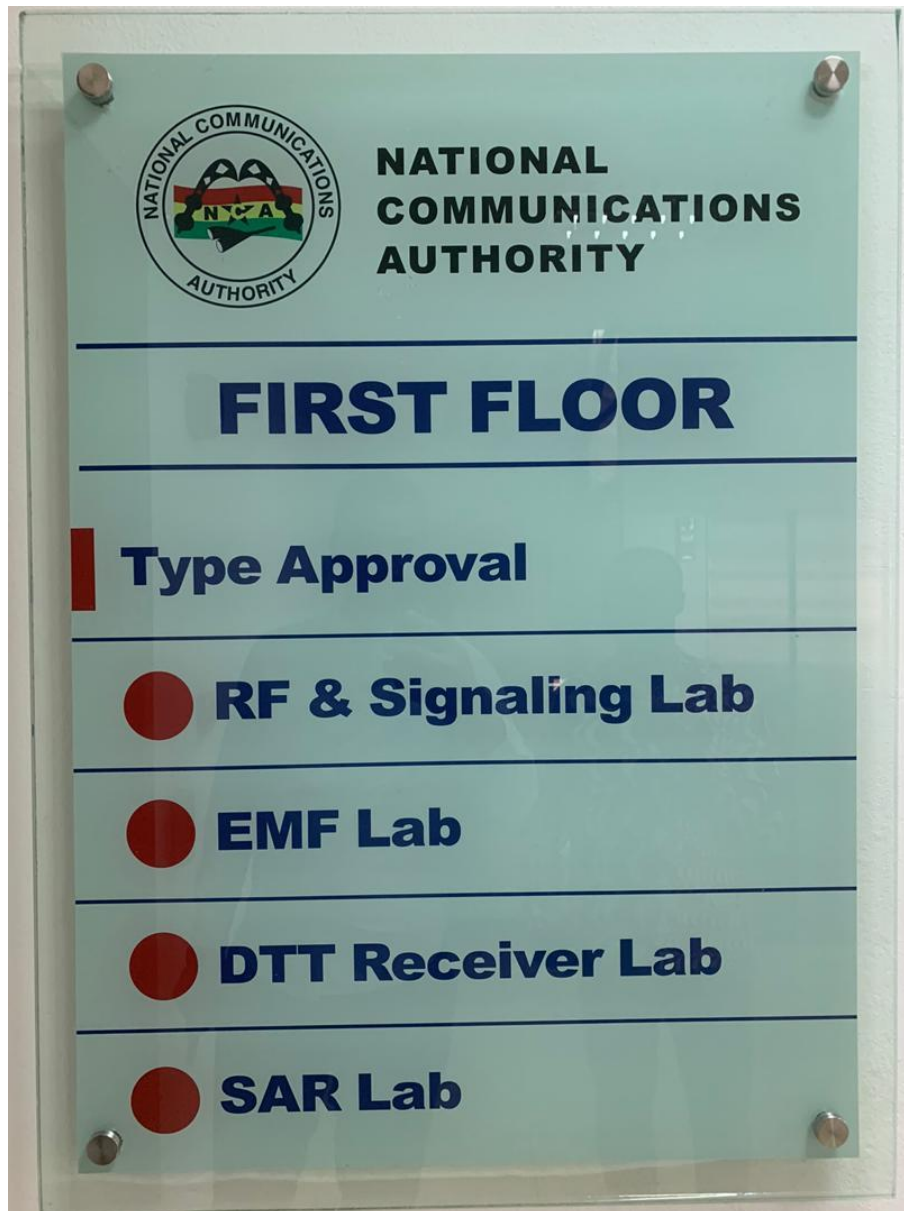 NATIONAL COMMUNICATIONS
AUTHORITY
NCA
NATIONAL
COMMUNICATIONS
AUTHORITY
FIRST FLOOR
Type Approval
RF & Signaling Lab
EMF Lab
DTT Receiver Lab
SAR Lab